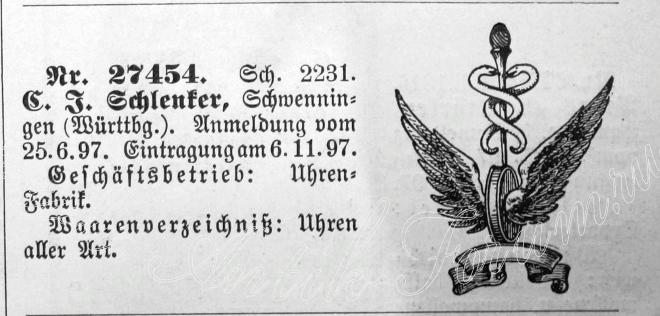 Nr. 27454. Sch. 2231.
C. J. Schlenker, Schwennin-
gen (Württbg.). Anmeldung vom
25.6.97. Eintragung am 6.11.97.
Geschäftsbetrieb: Uhren-
Fabrik.
Waarenverzeichniß: Uhren
aller Art.